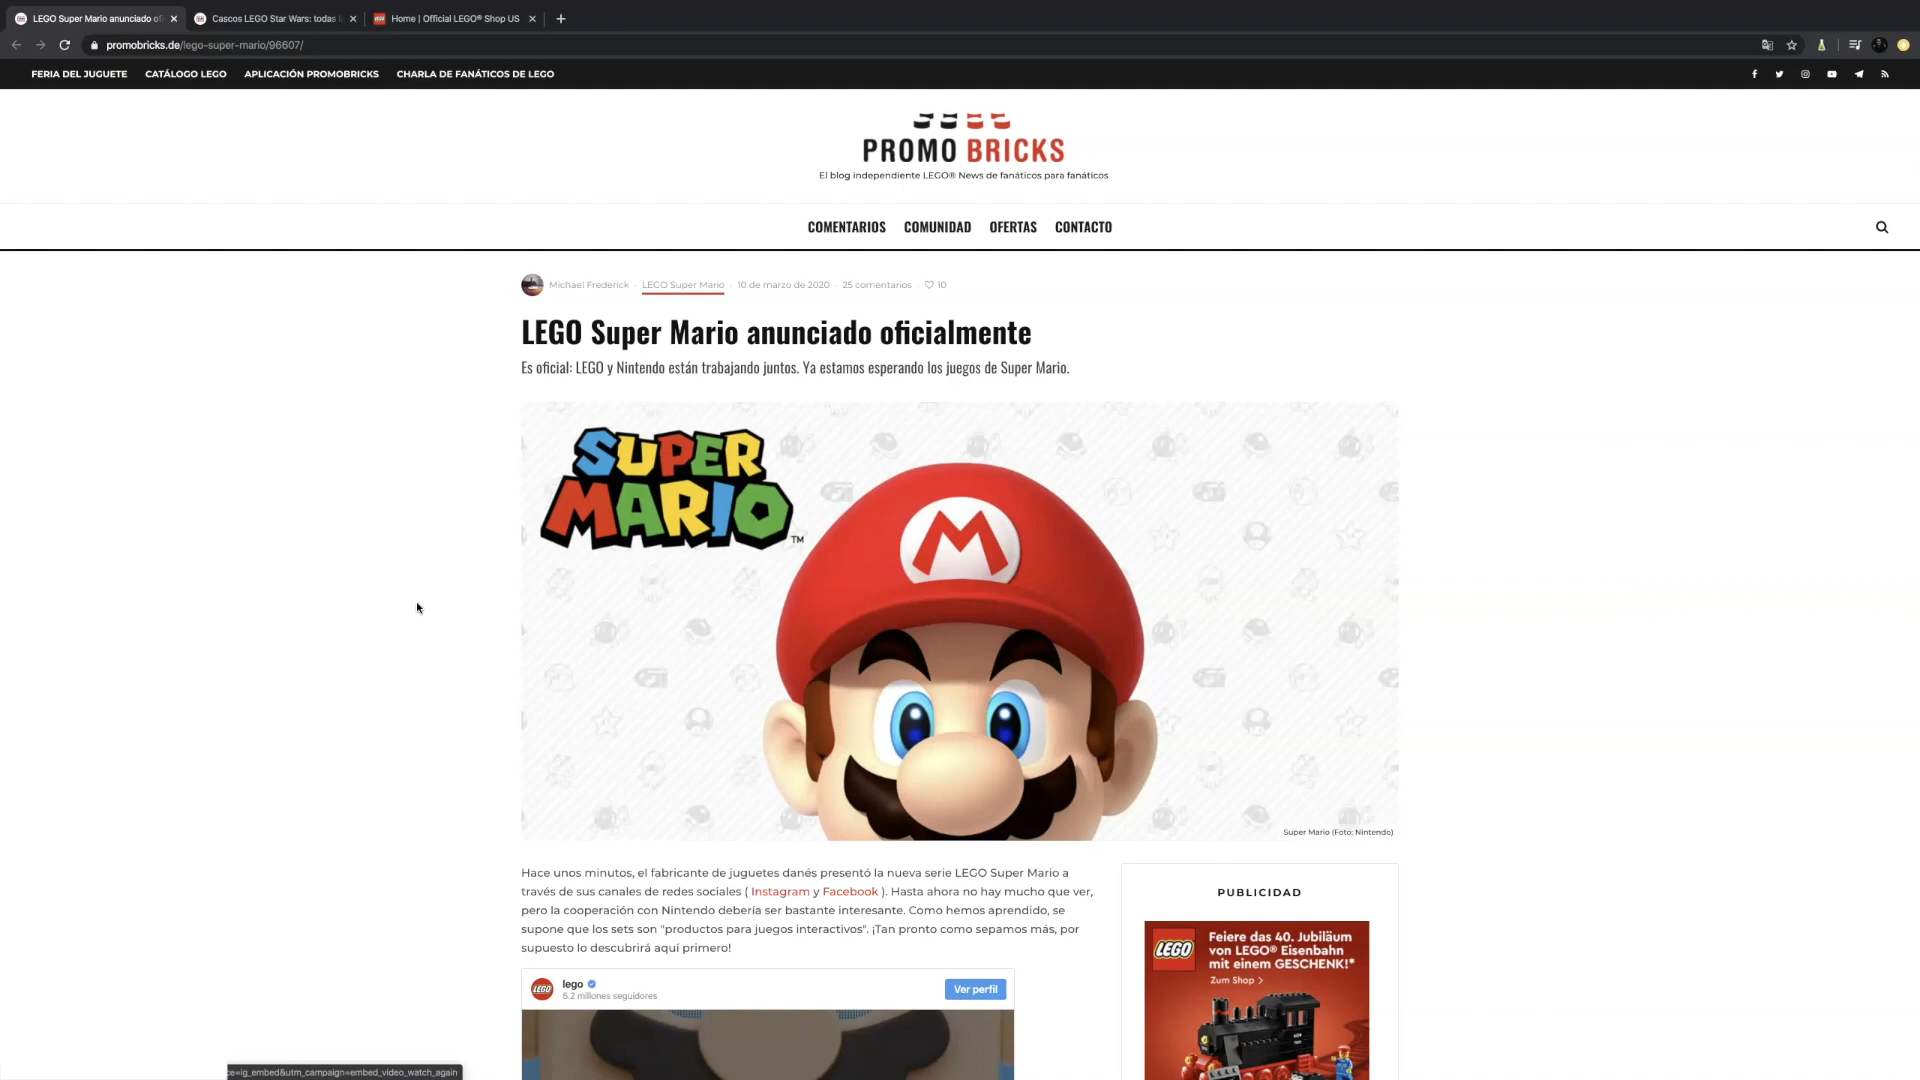 LEGO Super Mario anunciado of
Cascos LEGO Star Wars: todas l
Home | Official LEGO® Shop US
promobricks.de/lego-super-mario/96607/
FERIA DEL JUGUETE CATÁLOGO LEGO APLICACIÓN PROMOBRICKS CHARLA DE FANÁTICOS DE LEGO
PROMO BRICKS
El blog independiente LEGO® News de fanáticos para fanáticos
COMENTARIOS COMUNIDAD OFERTAS CONTACTO
Michael Frederick · LEGO Super Mario · 10 de marzo de 2020 · 25 comentarios · 10
LEGO Super Mario anunciado oficialmente
Es oficial: LEGO y Nintendo están trabajando juntos. Ya estamos esperando los juegos de Super Mario.
SUPER
MARIO™
M
Super Mario (Foto: Nintendo)
Hace unos minutos, el fabricante de juguetes danés presentó la nueva serie LEGO Super Mario a
través de sus canales de redes sociales ( Instagram y Facebook ). Hasta ahora no hay mucho que ver,
pero la cooperación con Nintendo debería ser bastante interesante. Como hemos aprendido, se
supone que los sets son "productos para juegos interactivos". ¡Tan pronto como sepamos más, por
supuesto lo descubrirá aquí primero!
lego
5.2 millones seguidores
Ver perfil
PUBLICIDAD
LEGO
Feiere das 40. Jubiläum
von LEGO® Eisenbahn
mit einem GESCHENK!*
Zum Shop >
ce=ig_embed&utm_campaign=embed_video_watch_again